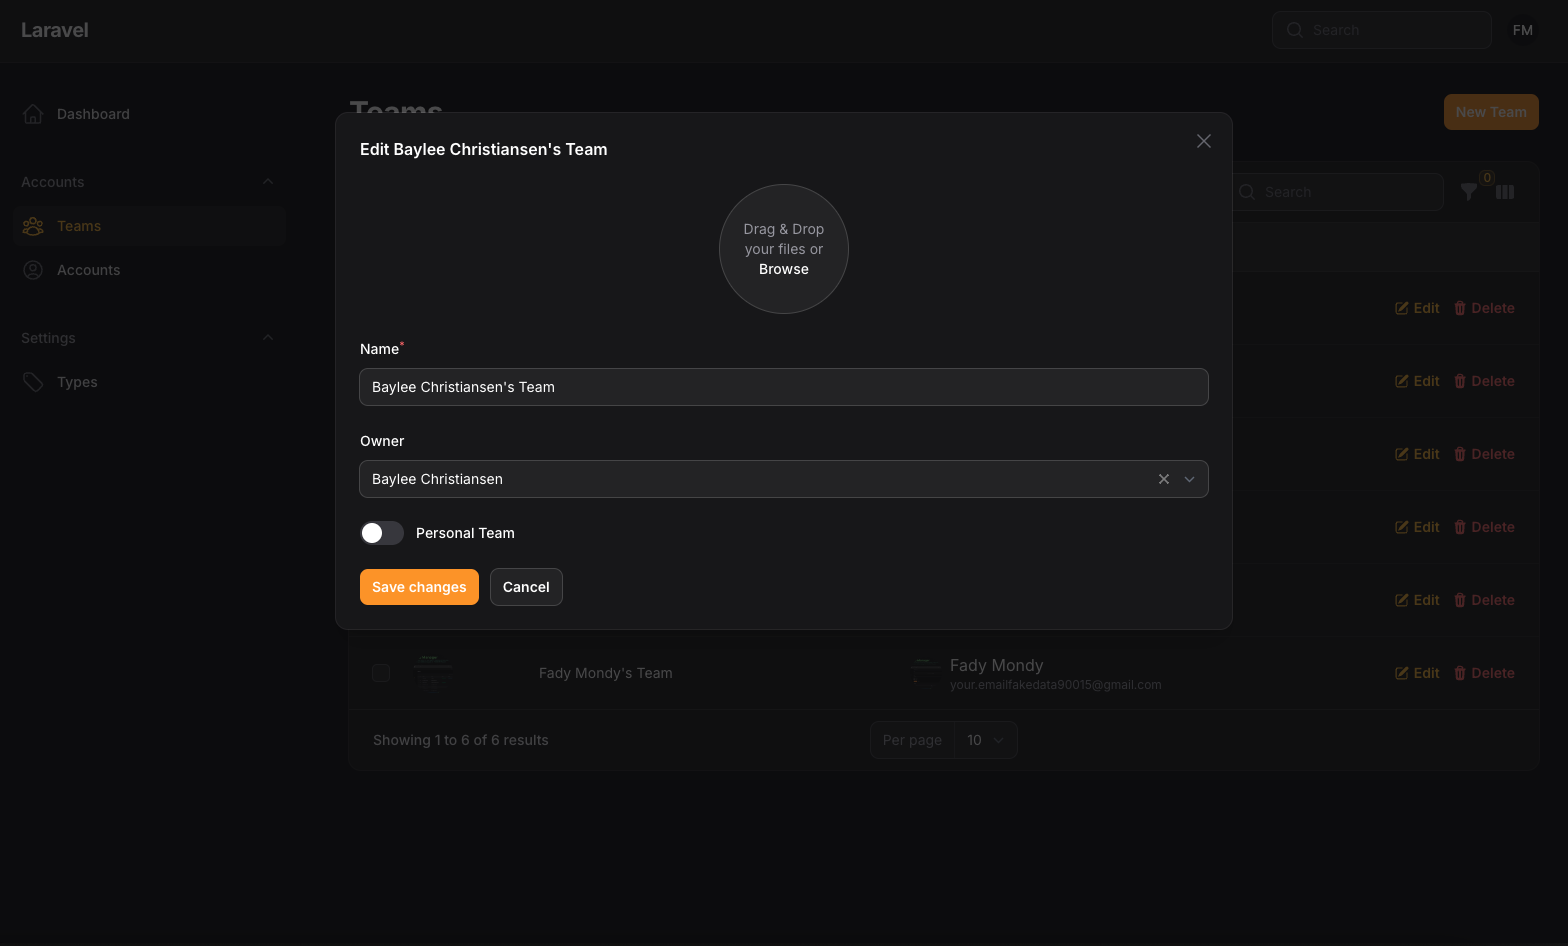 Laravel
Search
FM
Dashboard
Accounts
Teams
Accounts
Settings
Types
Teams
New Team
Search
0
Edit Baylee Christiansen's Team
Drag & Drop
your files or
Browse
Name*
Baylee Christiansen's Team
Owner
Baylee Christiansen
Personal Team
Save changes
Cancel
Edit Delete
Edit Delete
Edit Delete
Edit Delete
Edit Delete
Fady Mondy's Team
Fady Mondy
your.emailfakedata90015@gmail.com
Edit Delete
Showing 1 to 6 of 6 results
Per page
10